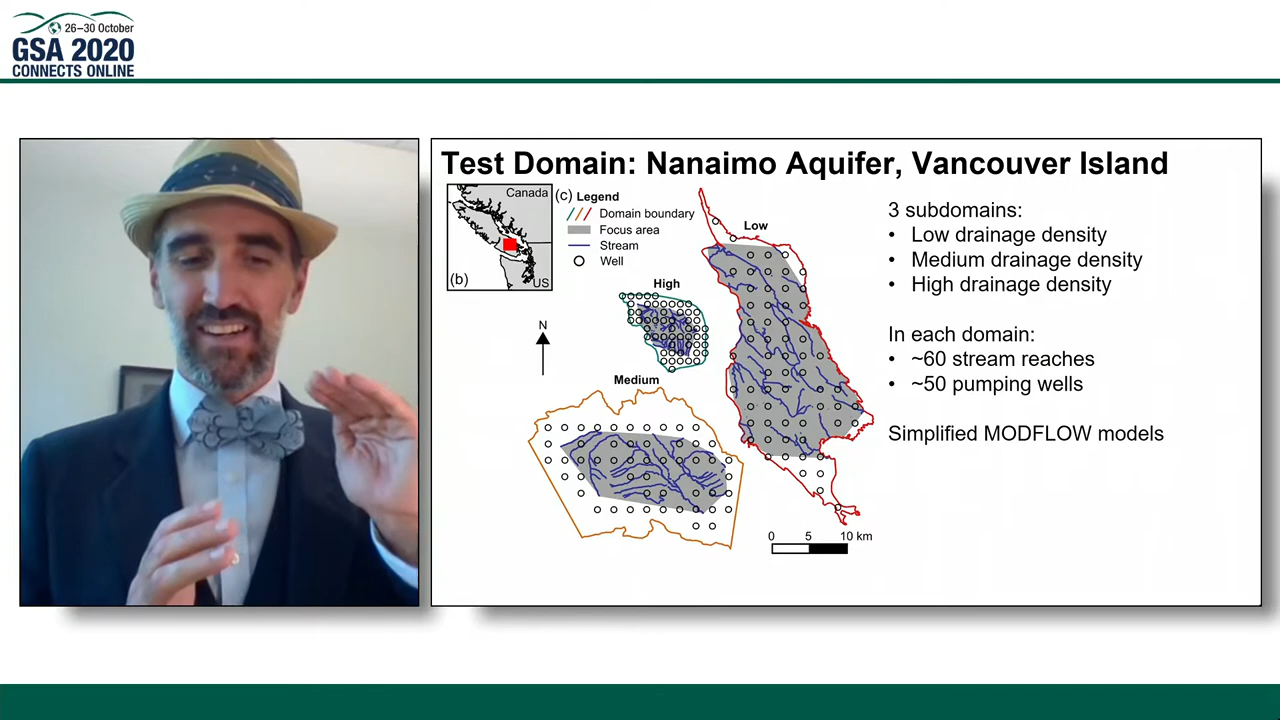 26–30 October
GSA 2020
CONNECTS ONLINE
Test Domain: Nanaimo Aquifer, Vancouver Island
Canada
US
(b)
(c) Legend
Domain boundary
Focus area
Stream
Well
Low
High
N
Medium
0 5 10 km
3 subdomains:
• Low drainage density
• Medium drainage density
• High drainage density
In each domain:
• ~60 stream reaches
• ~50 pumping wells
Simplified MODFLOW models